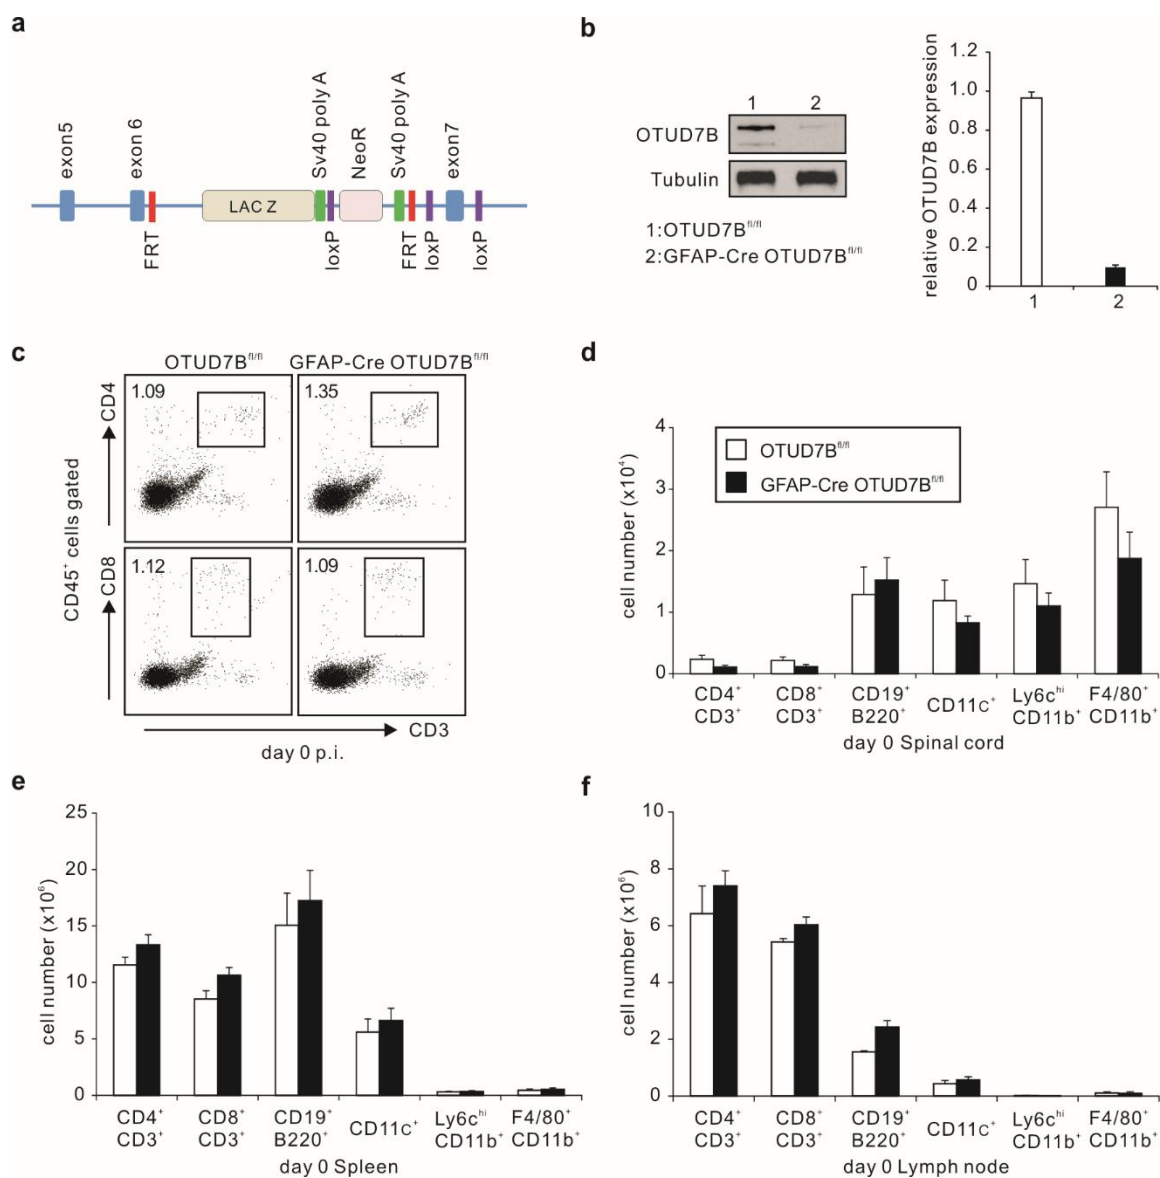 a
exon5
exon 6
FRT
LAC Z
Sv40 poly A
loxP
NeoR
Sv40 poly A
FRT
loxP
exon7
loxP
b
1 2
OTUD7B
Tubulin
1:OTUD7B^fl/fl
2:GFAP-Cre OTUD7B^fl/fl
relative OTUD7B expression
1.2
1.0
0.8
0.6
0.4
0.2
0
1 2
c
OTUD7B^fl/fl GFAP-Cre OTUD7B^fl/fl
CD45⁺ cells gated
CD4
1.09
1.35
CD8
1.12
1.09
CD3
day 0 p.i.
d
cell number (x10⁴)
4
3
2
1
0
OTUD7B^fl/fl
GFAP-Cre OTUD7B^fl/fl
CD4⁺ CD8⁺ CD19⁺ CD11c⁺ Ly6c^hi F4/80⁺
CD3⁺ CD3⁺ B220⁺ CD11b⁺ CD11b⁺
day 0 Spinal cord
e
cell number (x10⁶)
25
20
15
10
5
0
CD4⁺ CD8⁺ CD19⁺ CD11c⁺ Ly6c^hi F4/80⁺
CD3⁺ CD3⁺ B220⁺ CD11b⁺ CD11b⁺
day 0 Spleen
f
cell number (x10⁶)
10
8
6
4
2
0
CD4⁺ CD8⁺ CD19⁺ CD11c⁺ Ly6c^hi F4/80⁺
CD3⁺ CD3⁺ B220⁺ CD11b⁺ CD11b⁺
day 0 Lymph node